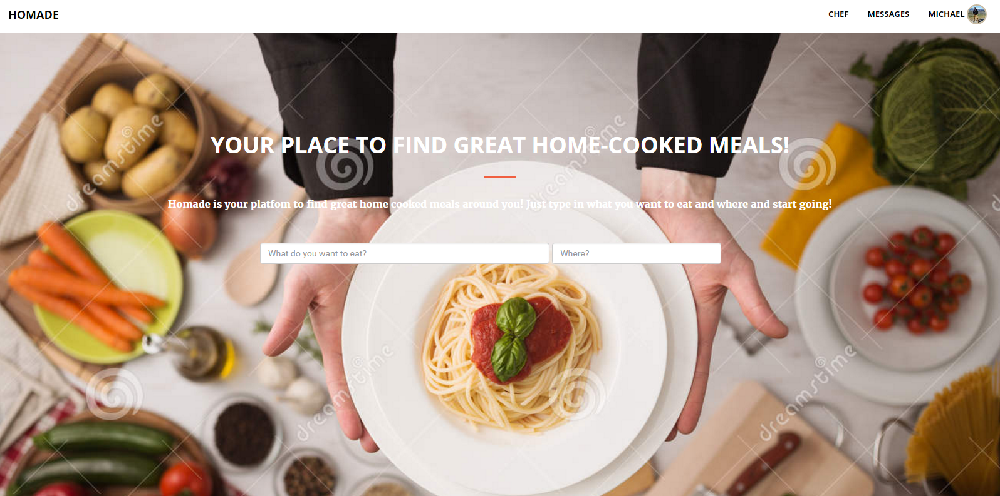 HOMADE
CHEF MESSAGES MICHAEL
YOUR PLACE TO FIND GREAT HOME-COOKED MEALS!
Homade is your platfom to find great home cooked meals around you! Just type in what you want to eat and where and start going!
What do you want to eat? Where?
dreamstime
dreamstime
dreamstime
dreamstime